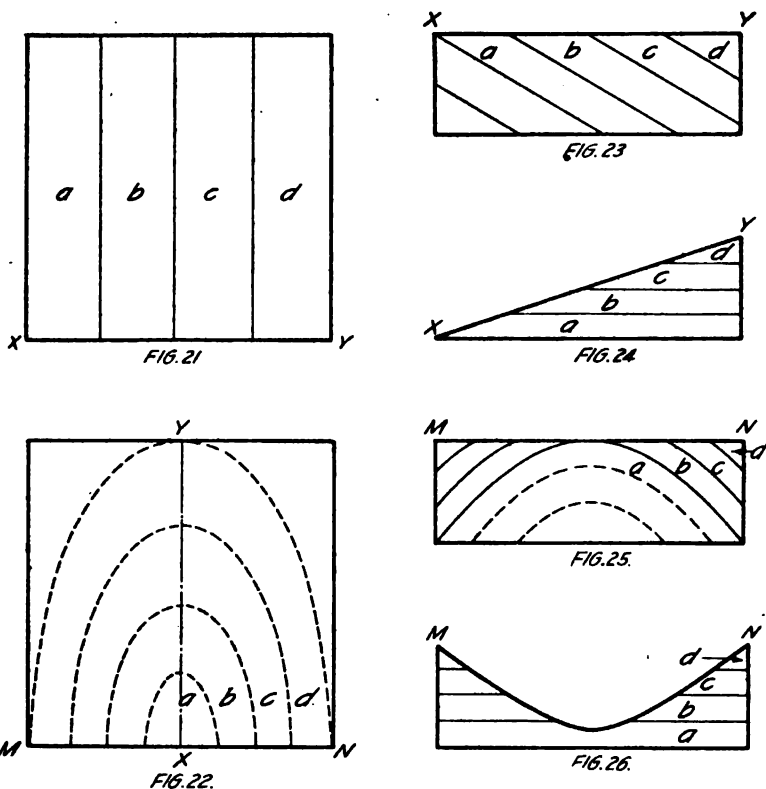 a b c d
X Y
FIG. 21
X Y
a b c d
FIG. 23
Y
d
c
b
X a
FIG. 24
Y
a b c d.
M X N
FIG. 22.
M N
a b c d
FIG. 25.
M N
d
c
b
a
FIG. 26.